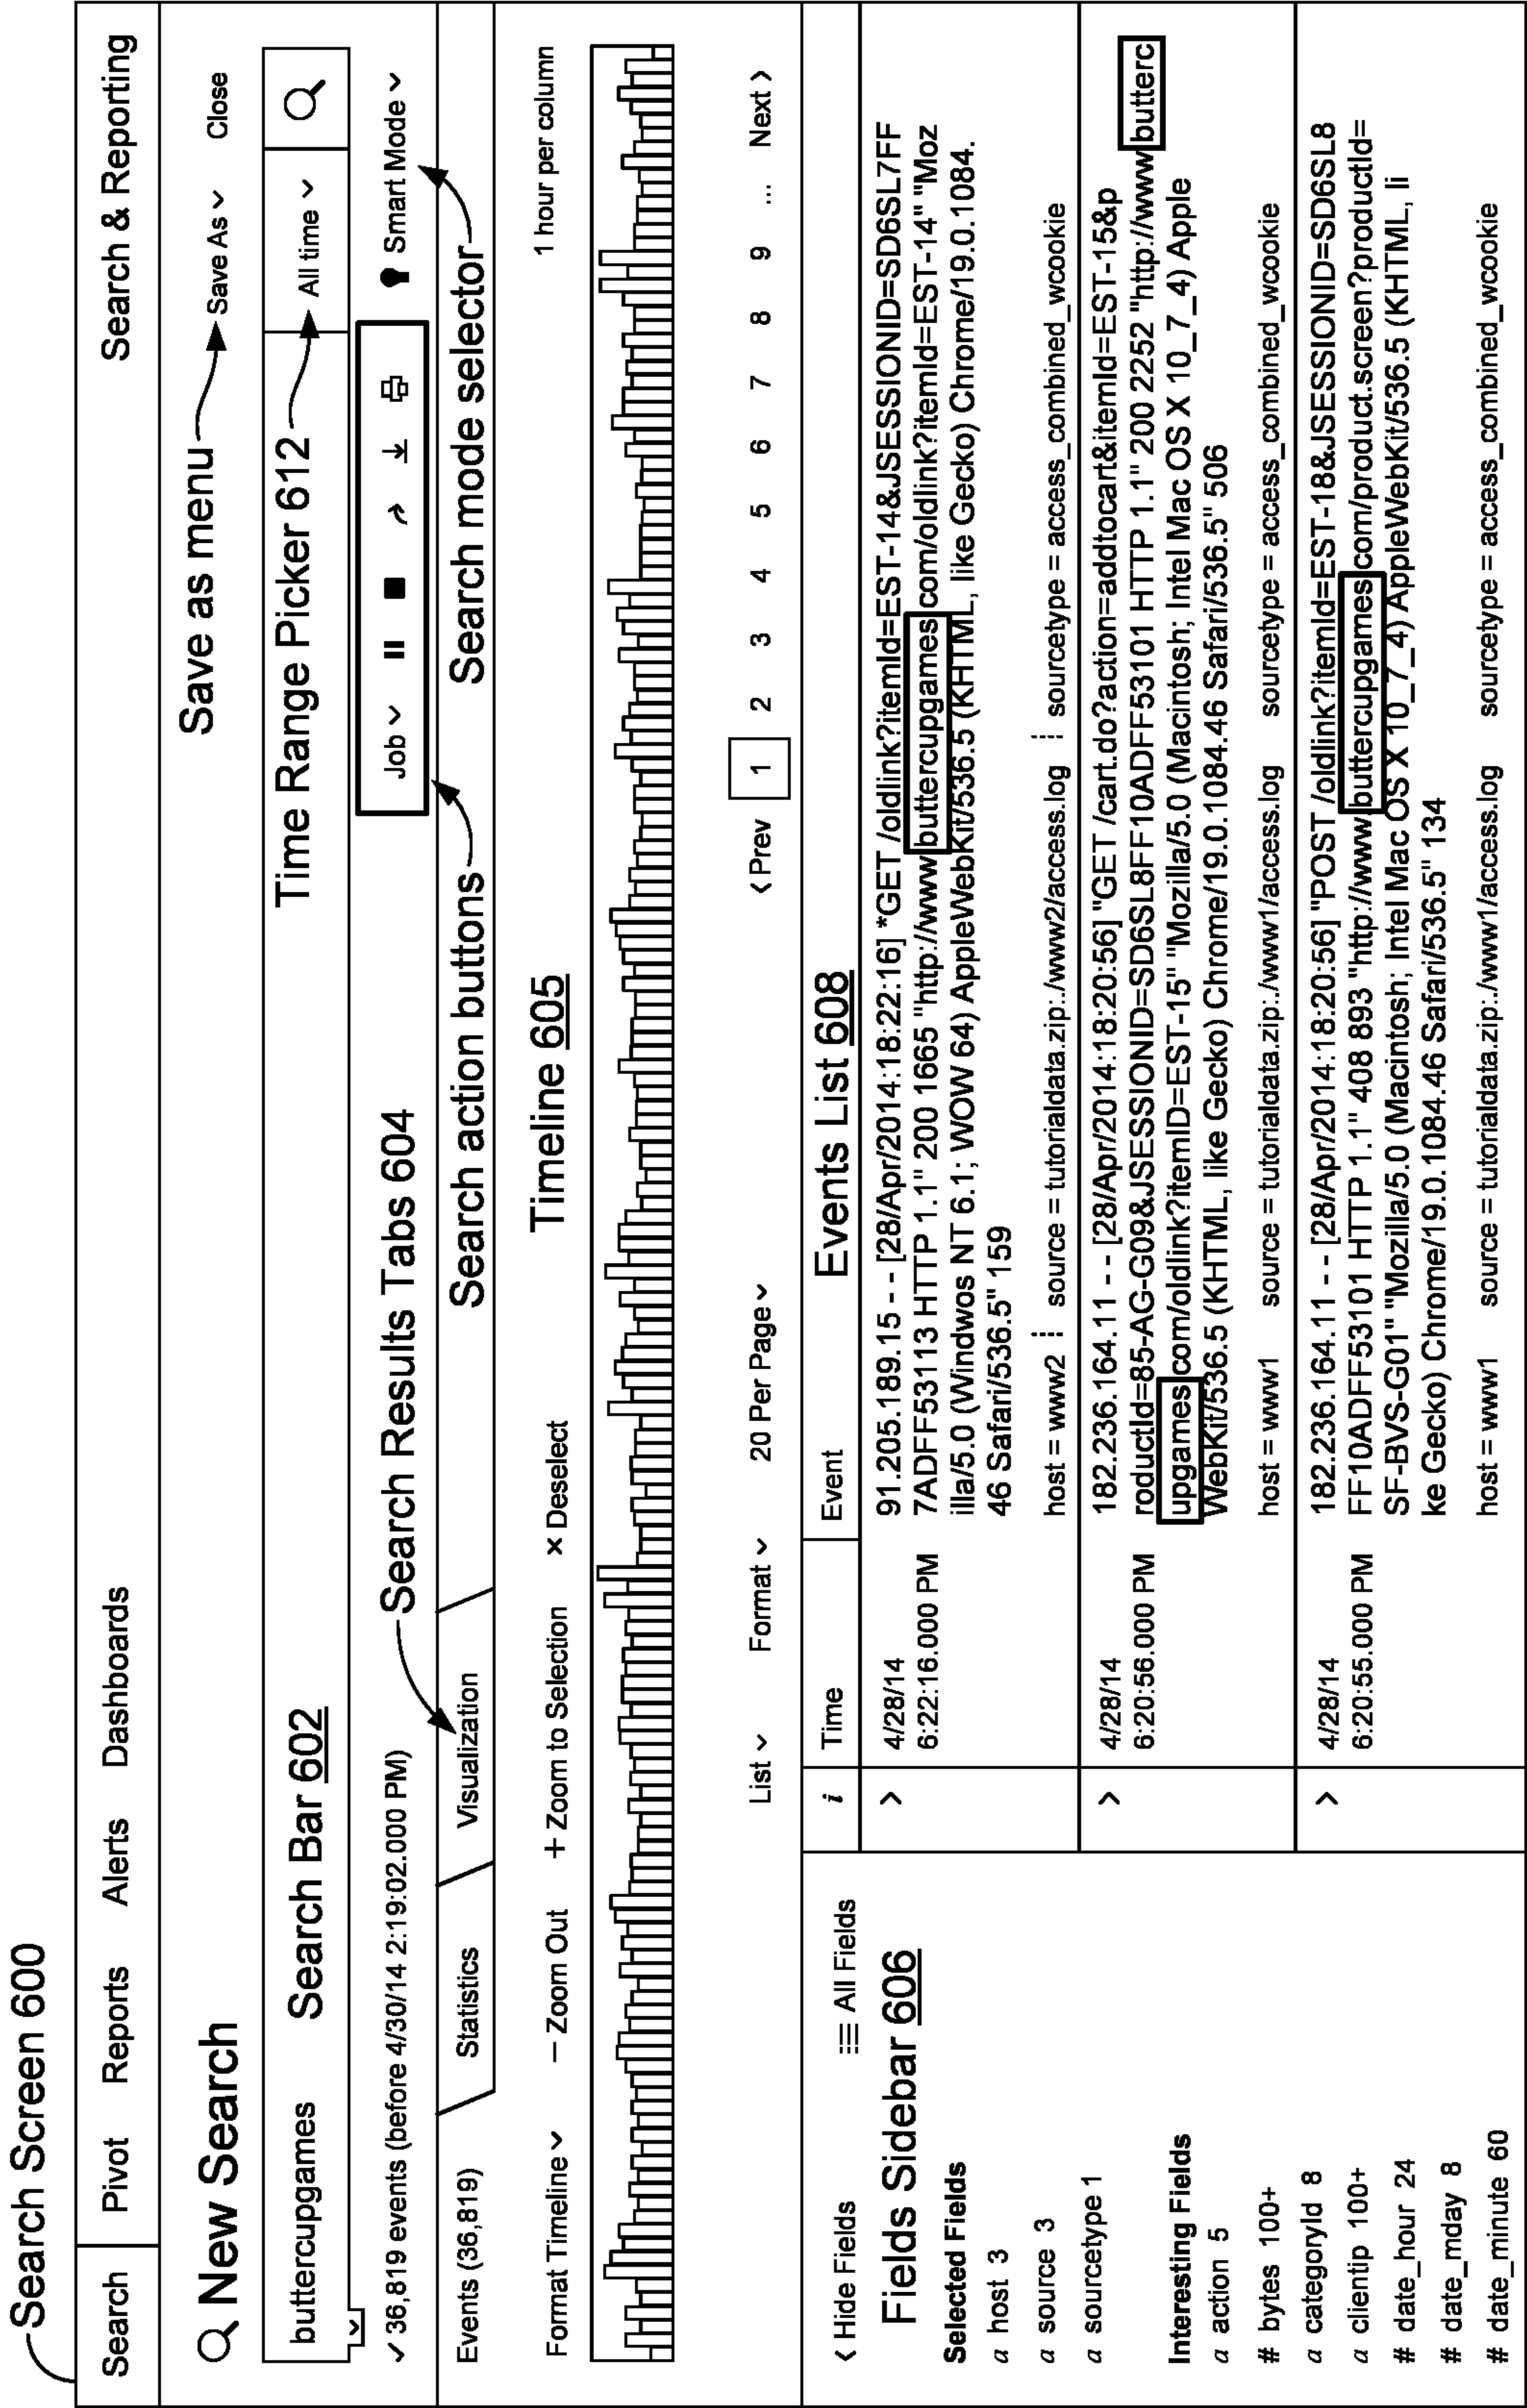 Search Screen 600
Search Pivot Reports Alerts Dashboards Search & Reporting
New Search
Save as menu
Save As ∨ Close
buttercupgames
Search Bar 602
Time Range Picker 612
All time ∨
✓ 36,819 events (before 4/30/14 2:19:02.000 PM)
Search Results Tabs 604
Job ∨
Smart Mode ∨
Events (36,819) Statistics Visualization
Search action buttons
Search mode selector
Format Timeline ∨ – Zoom Out + Zoom to Selection × Deselect
Timeline 605
1 hour per column
List ∨ Format ∨ 20 Per Page ∨
‹ Prev 1 2 3 4 5 6 7 8 9 ... Next ›
‹ Hide Fields All Fields
Fields Sidebar 606
Selected Fields
a host 3
a source 3
a sourcetype 1
Interesting Fields
a action 5
# bytes 100+
a categoryId 8
a clientip 100+
# date_hour 24
# date_mday 8
# date_minute 60
i Time Event
Events List 608
> 4/28/14
6:22:16.000 PM
91.205.189.15 - - [28/Apr/2014:18:22:16] *GET /oldlink?itemId=EST-14&JSESSIONID=SD6SL7FF
7ADFF53113 HTTP 1.1" 200 1665 "http://www buttercupgames com/oldlink?itemId=EST-14" "Moz
illa/5.0 (Windwos NT 6.1; WOW 64) AppleWebKit/536.5 (KHTML, like Gecko) Chrome/19.0.1084.
46 Safari/536.5" 159
host = www2 source = tutorialdata.zip:./www2/access.log sourcetype = access_combined_wcookie
> 4/28/14
6:20:56.000 PM
182.236.164.11 - - [28/Apr/2014:18:20:56] "GET /cart.do?action=addtocart&itemId=EST-15&p
roductId=85-AG-G09&JSESSIONID=SD6SL8FF10ADFF53101 HTTP 1.1" 200 2252 "http://www butterc
upgames com/oldlink?itemID=EST-15" "Mozilla/5.0 (Macintosh; Intel Mac OS X 10_7_4) Apple
WebKit/536.5 (KHTML, like Gecko) Chrome/19.0.1084.46 Safari/536.5" 506
host = www1 source = tutorialdata.zip:./www1/access.log sourcetype = access_combined_wcookie
> 4/28/14
6:20:55.000 PM
182.236.164.11 - - [28/Apr/2014:18:20:56] "POST /oldlink?itemId=EST-18&JSESSIONID=SD6SL8
FF10ADFF53101 HTTP 1.1" 408 893 "http://www buttercupgames com/product.screen?productId=
SF-BVS-G01" "Mozilla/5.0 (Macintosh; Intel Mac OS X 10_7_4) AppleWebKit/536.5 (KHTML, li
ke Gecko) Chrome/19.0.1084.46 Safari/536.5" 134
host = www1 source = tutorialdata.zip:./www1/access.log sourcetype = access_combined_wcookie